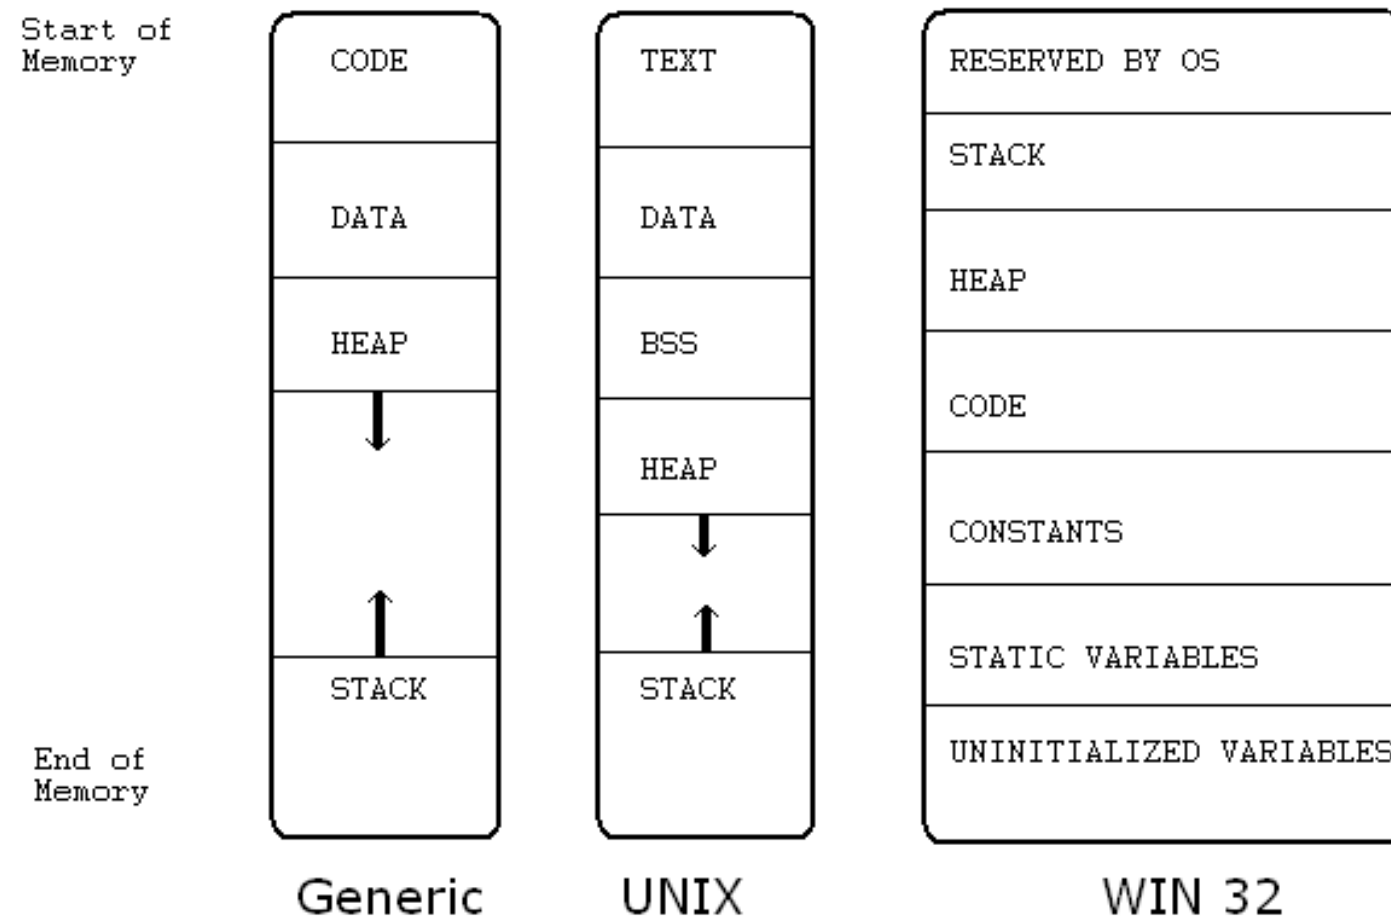 Start of
Memory
CODE
DATA
HEAP
STACK
End of
Memory
Generic
TEXT
DATA
BSS
HEAP
STACK
UNIX
RESERVED BY OS
STACK
HEAP
CODE
CONSTANTS
STATIC VARIABLES
UNINITIALIZED VARIABLES
WIN 32